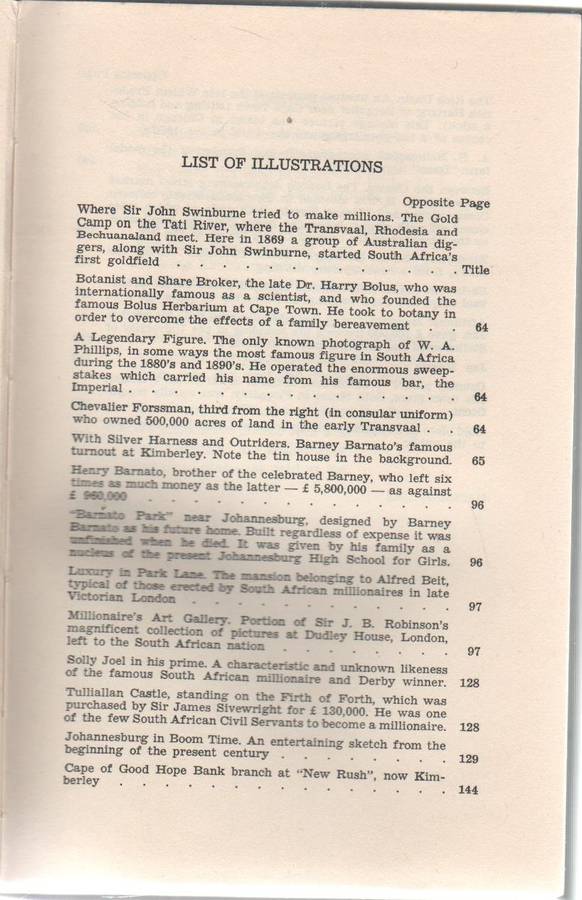 LIST OF ILLUSTRATIONS
Opposite Page
Where Sir John Swinburne tried to make millions. The Gold
Camp on the Tati River, where the Transvaal, Rhodesia and
Bechuanaland meet. Here in 1869 a group of Australian dig-
gers, along with Sir John Swinburne, started South Africa's
first goldfield . . . . . . . . . . . . . Title
Botanist and Share Broker, the late Dr. Harry Bolus, who was
internationally famous as a scientist, and who founded the
famous Bolus Herbarium at Cape Town. He took to botany in
order to overcome the effects of a family bereavement . . 64
A Legendary Figure. The only known photograph of W. A.
Phillips, in some ways the most famous figure in South Africa
during the 1880's and 1890's. He operated the enormous sweep-
stakes which carried his name from his famous bar, the
Imperial . . . . . . . . . . . . . . 64
Chevalier Forssman, third from the right (in consular uniform)
who owned 500,000 acres of land in the early Transvaal . . 64
With Silver Harness and Outriders. Barney Barnato's famous
turnout at Kimberley. Note the tin house in the background. 65
Henry Barnato, brother of the celebrated Barney, who left six
times as much money as the latter — £ 5,800,000 — as against
£ 960,000 . . . . . . . . . . . . . 96
"Barnato Park" near Johannesburg, designed by Barney
Barnato as his future home. Built regardless of expense it was
unfinished when he died. It was given by his family as a
nucleus of the present Johannesburg High School for Girls. 96
Luxury in Park Lane. The mansion belonging to Alfred Beit,
typical of those erected by South African millionaires in late
Victorian London . . . . . . . . . . . . 97
Millionaire's Art Gallery. Portion of Sir J. B. Robinson's
magnificent collection of pictures at Dudley House, London,
left to the South African nation . . . . . . . . 97
Solly Joel in his prime. A characteristic and unknown likeness
of the famous South African millionaire and Derby winner. 128
Tulliallan Castle, standing on the Firth of Forth, which was
purchased by Sir James Sivewright for £ 130,000. He was one
of the few South African Civil Servants to become a millionaire. 128
Johannesburg in Boom Time. An entertaining sketch from the
beginning of the present century . . . . . . . . 129
Cape of Good Hope Bank branch at "New Rush", now Kim-
berley . . . . . . . . . . . . . . . 144